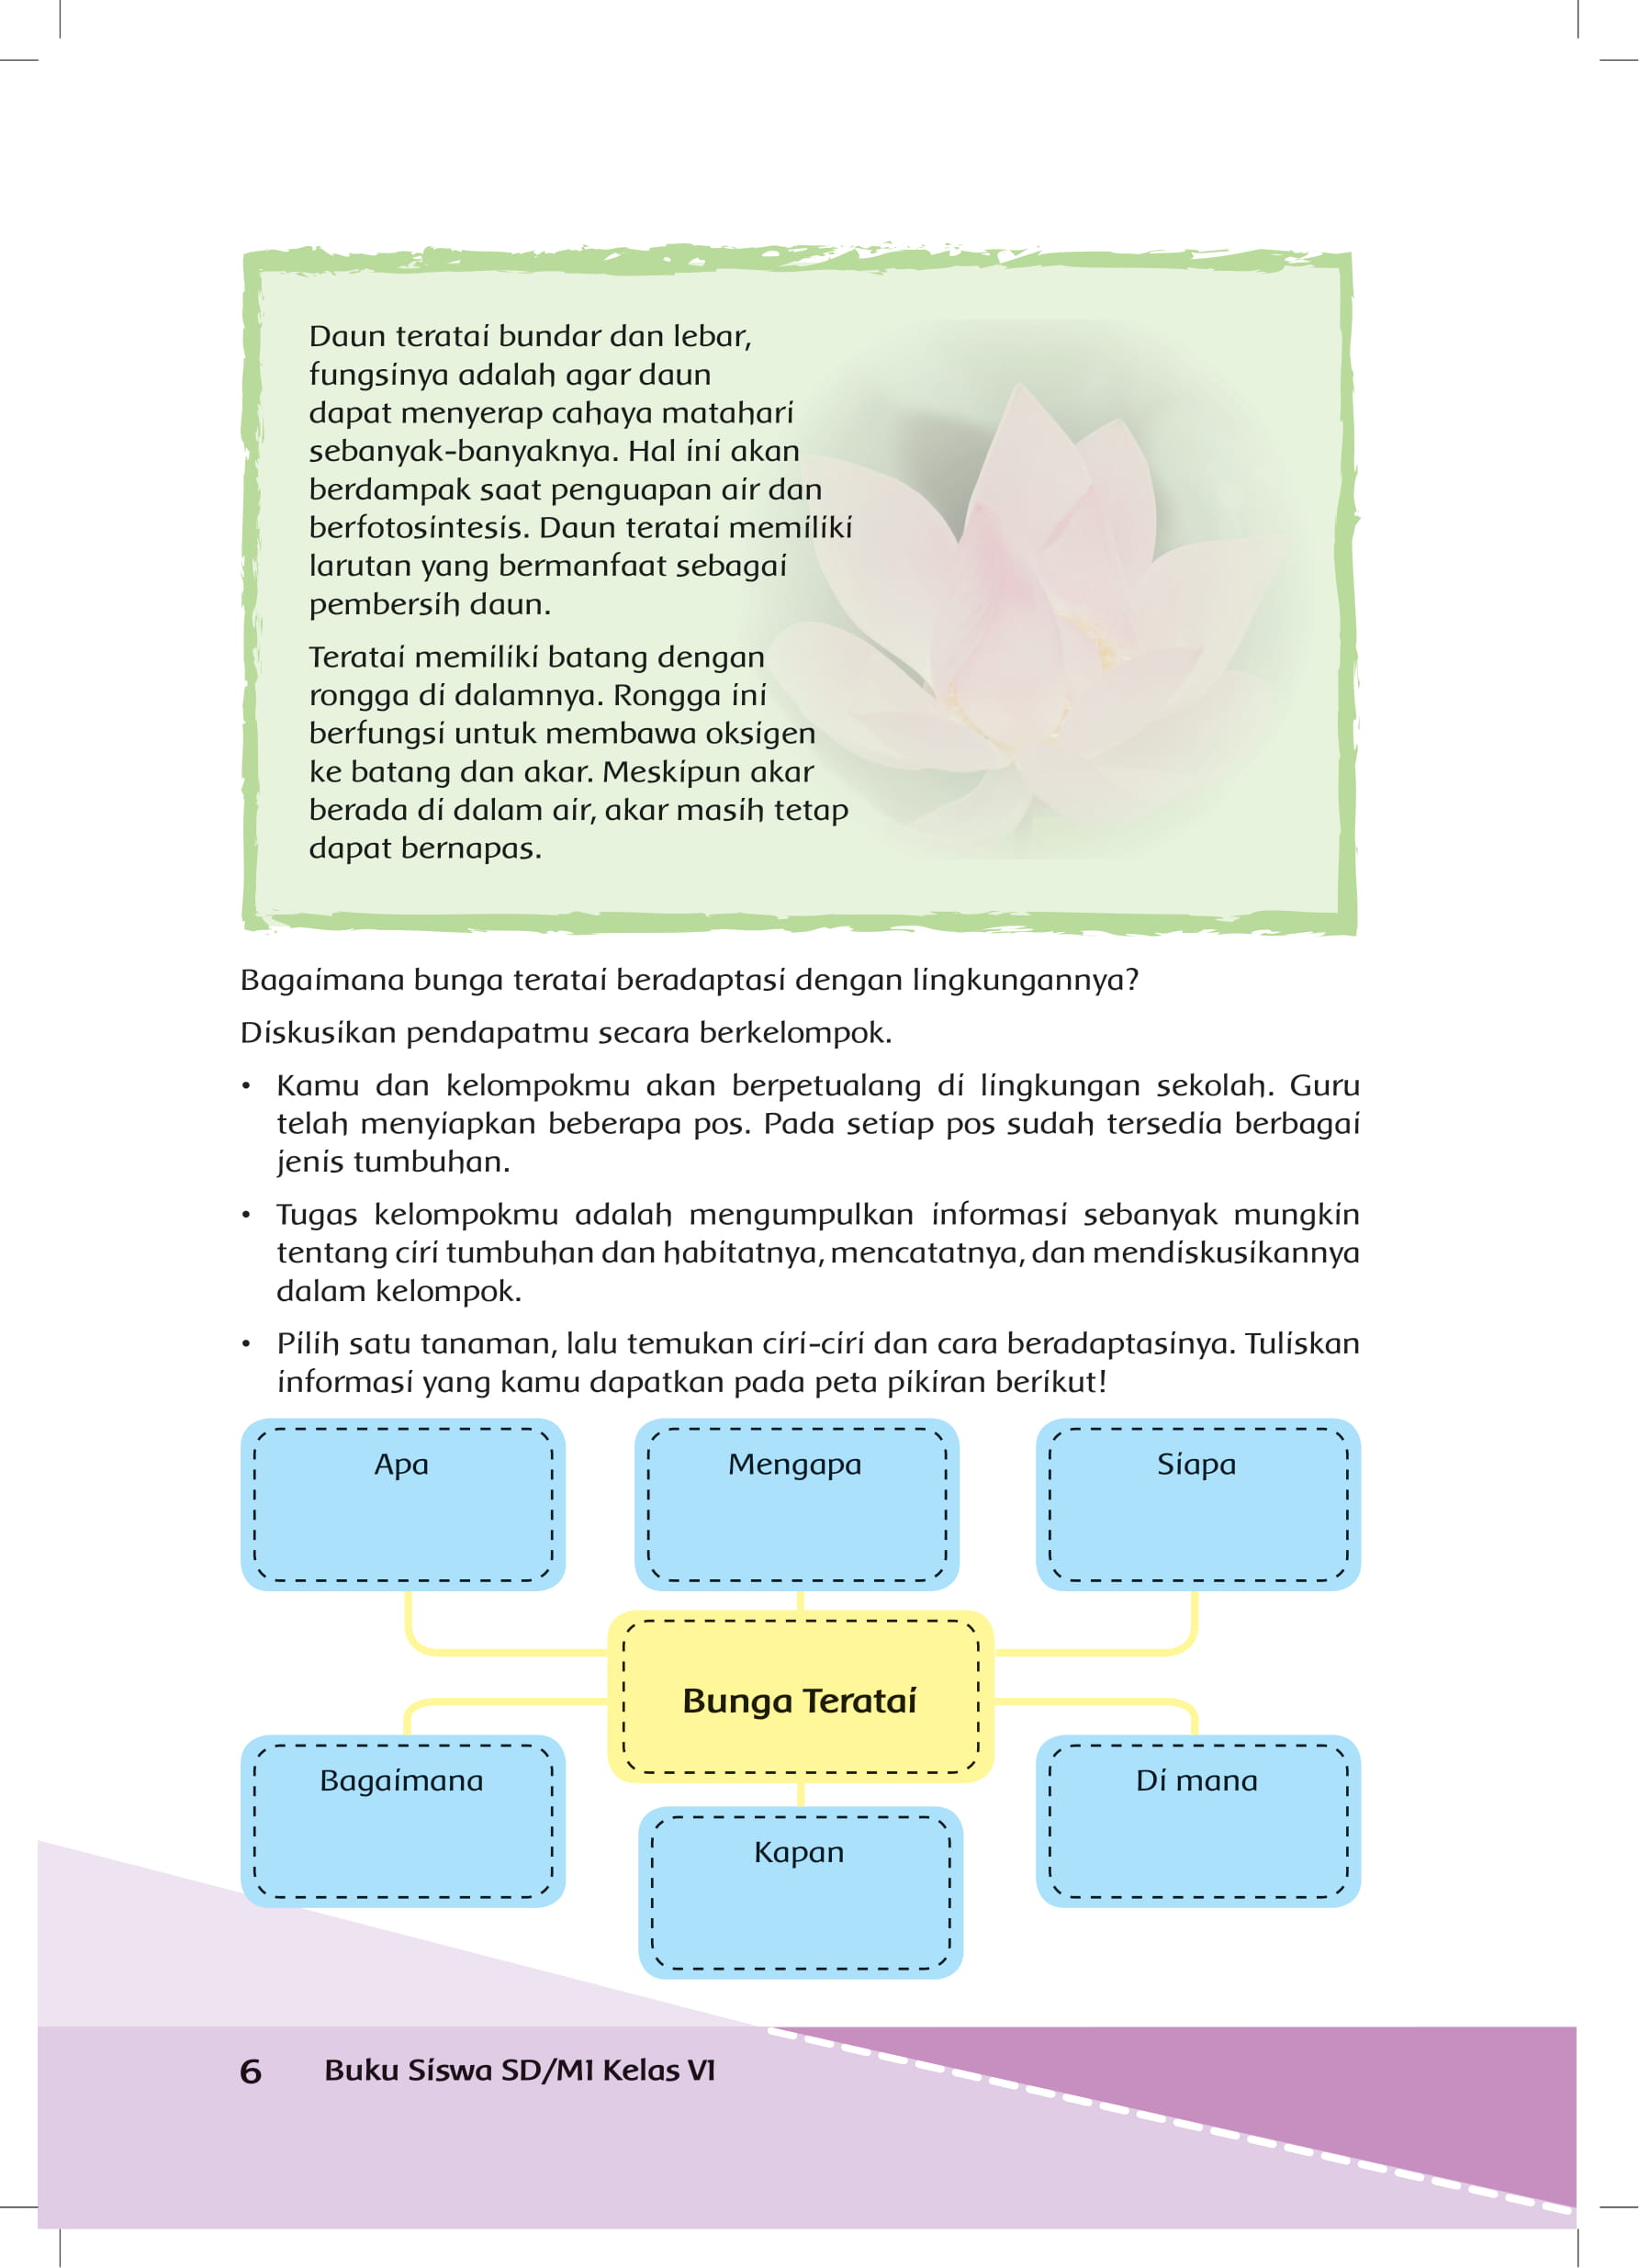 Daun teratai bundar dan lebar,
fungsinya adalah agar daun
dapat menyerap cahaya matahari
sebanyak-banyaknya. Hal ini akan
berdampak saat penguapan air dan
berfotosintesis. Daun teratai memiliki
larutan yang bermanfaat sebagai
pembersih daun.
Teratai memiliki batang dengan
rongga di dalamnya. Rongga ini
berfungsi untuk membawa oksigen
ke batang dan akar. Meskipun akar
berada di dalam air, akar masih tetap
dapat bernapas.
Bagaimana bunga teratai beradaptasi dengan lingkungannya?
Diskusikan pendapatmu secara berkelompok.
• Kamu dan kelompokmu akan berpetualang di lingkungan sekolah. Guru
telah menyiapkan beberapa pos. Pada setiap pos sudah tersedia berbagai
jenis tumbuhan.
• Tugas kelompokmu adalah mengumpulkan informasi sebanyak mungkin
tentang ciri tumbuhan dan habitatnya, mencatatnya, dan mendiskusikannya
dalam kelompok.
• Pilih satu tanaman, lalu temukan ciri-ciri dan cara beradaptasinya. Tuliskan
informasi yang kamu dapatkan pada peta pikiran berikut!
Apa
Mengapa
Siapa
Bunga Teratai
Bagaimana
Di mana
Kapan
6 Buku Siswa SD/MI Kelas VI